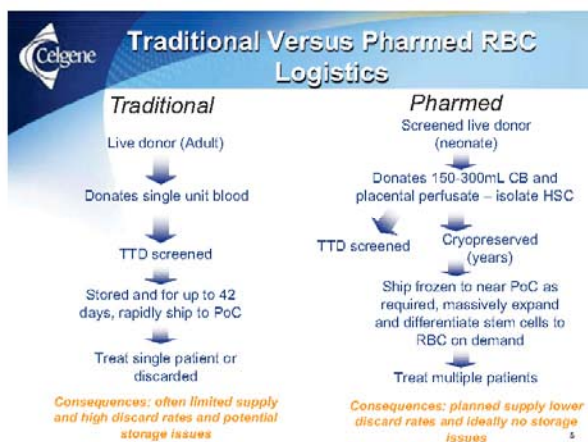 Celgene
Traditional Versus Pharmed RBC
Logistics
Traditional
Live donor (Adult)
Donates single unit blood
TTD screened
Stored and for up to 42
days, rapidly ship to PoC
Treat single patient or
discarded
Consequences: often limited supply
and high discard rates and potential
storage issues
Pharmed
Screened live donor
(neonate)
Donates 150-300mL CB and
placental perfusate – isolate HSC
TTD screened
Cryopreserved
(years)
Ship frozen to near PoC as
required, massively expand
and differentiate stem cells to
RBC on demand
Treat multiple patients
Consequences: planned supply lower
discard rates and ideally no storage
issues
5